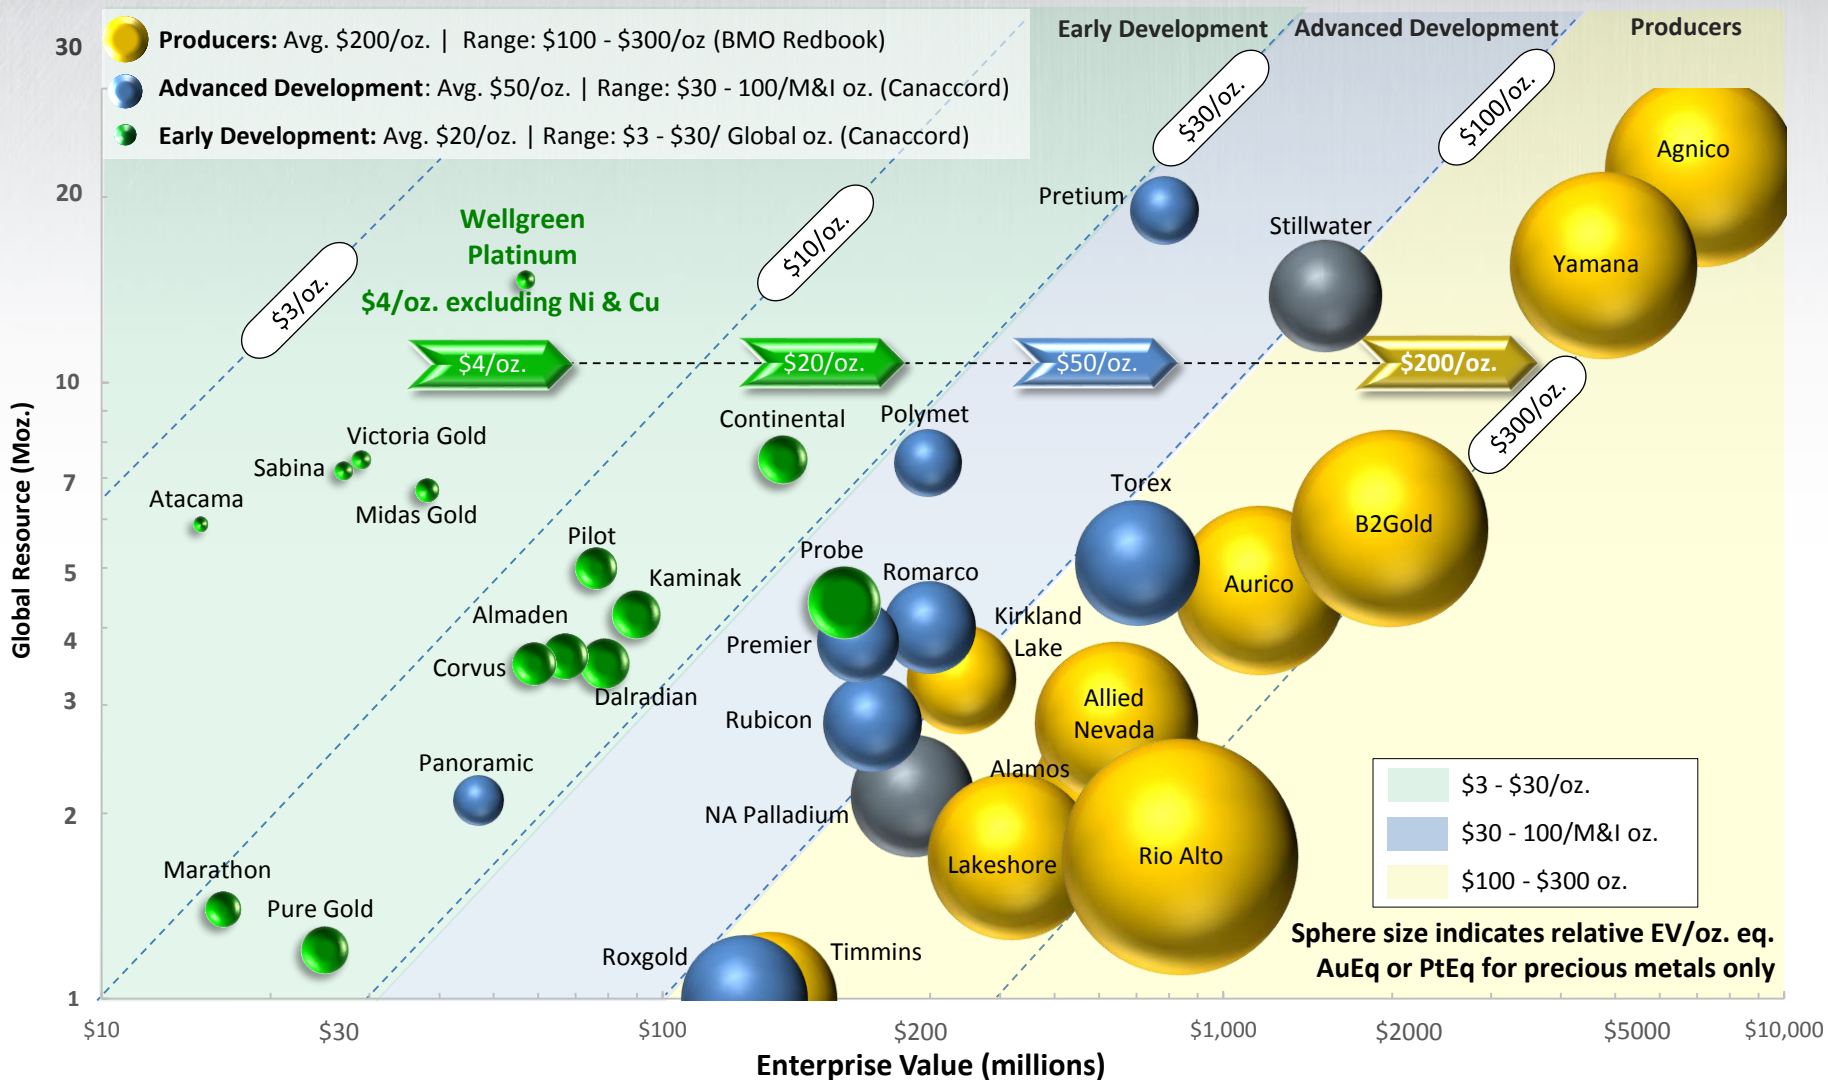 Producers: Avg. $200/oz. | Range: $100 - $300/oz (BMO Redbook)
Advanced Development: Avg. $50/oz. | Range: $30 - 100/M&I oz. (Canaccord)
Early Development: Avg. $20/oz. | Range: $3 - $30/ Global oz. (Canaccord)
Early Development
Advanced Development
Producers
$3/oz.
$10/oz.
$30/oz.
$100/oz.
$300/oz.
Wellgreen
Platinum
$4/oz. excluding Ni & Cu
$4/oz.
$20/oz.
$50/oz.
$200/oz.
Agnico
Pretium
Stillwater
Yamana
Continental
Polymet
Victoria Gold
Sabina
Atacama
Midas Gold
Torex
B2Gold
Pilot
Probe
Kaminak
Romarco
Aurico
Almaden
Kirkland
Lake
Premier
Corvus
Dalradian
Allied
Nevada
Rubicon
Panoramic
Alamos
NA Palladium
Lakeshore
Rio Alto
Marathon
Pure Gold
Roxgold
Timmins
$3 - $30/oz.
$30 - 100/M&I oz.
$100 - $300 oz.
Sphere size indicates relative EV/oz. eq.
AuEq or PtEq for precious metals only
Global Resource (Moz.)
30
20
10
7
5
4
3
2
1
$10
$30
$100
$200
$1,000
$2000
$5000
$10,000
Enterprise Value (millions)